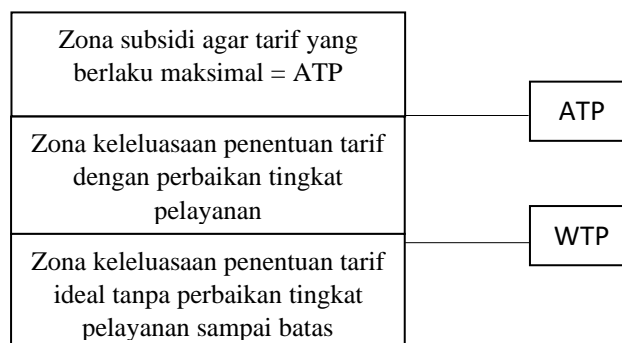 Zona subsidi agar tarif yang
berlaku maksimal = ATP
ATP
Zona keleluasaan penentuan tarif
dengan perbaikan tingkat
pelayanan
WTP
Zona keleluasaan penentuan tarif
ideal tanpa perbaikan tingkat
pelayanan sampai batas